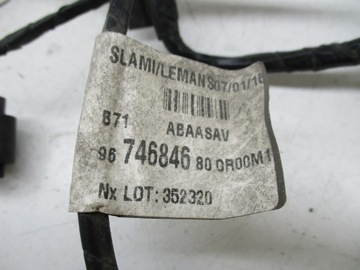 SLAMI/LEMANS07/01/16
B71
ABAASAV
96 746846 80 0R00M1
Nx LOT: 352320